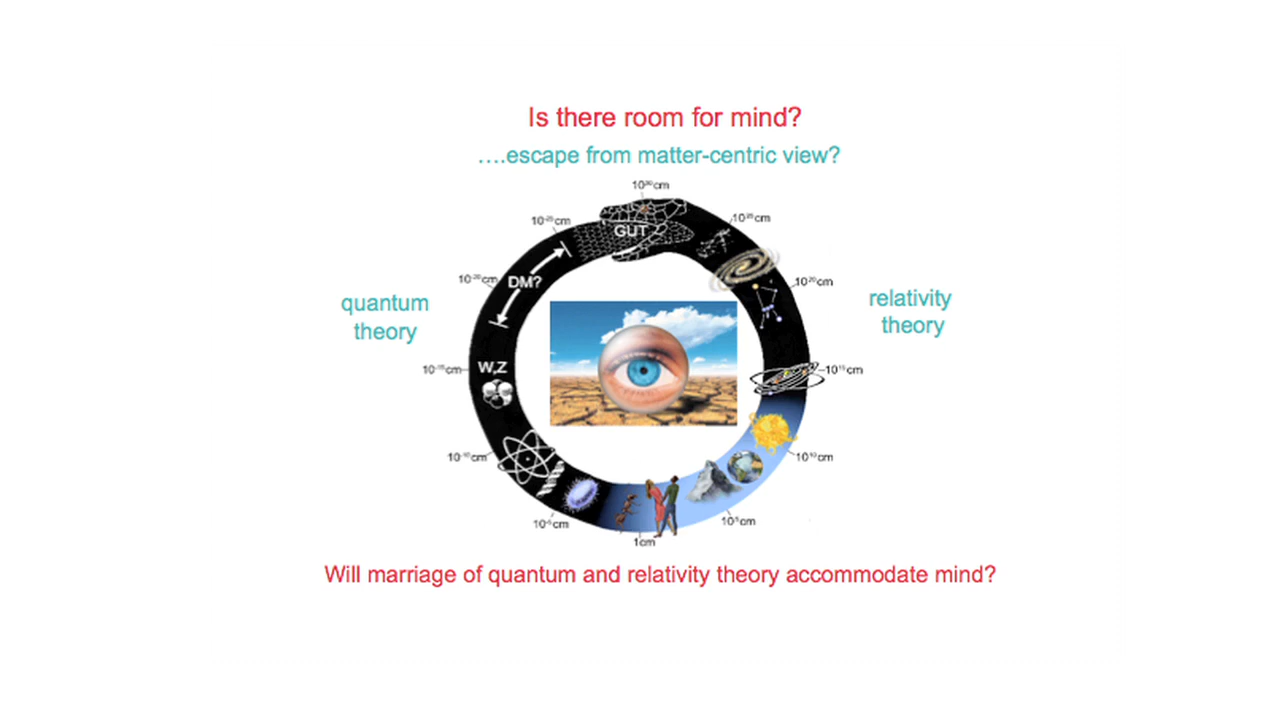 Is there room for mind?
....escape from matter-centric view?
10³⁰cm
10⁻²⁵cm
10²⁵cm
GUT
10⁻²⁰cm
DM?
10²⁰cm
quantum
theory
relativity
theory
10⁻¹⁵cm
W,Z
10¹⁵cm
10⁻¹⁰cm
10¹⁰cm
10⁻⁵cm
10⁵cm
1cm
Will marriage of quantum and relativity theory accommodate mind?